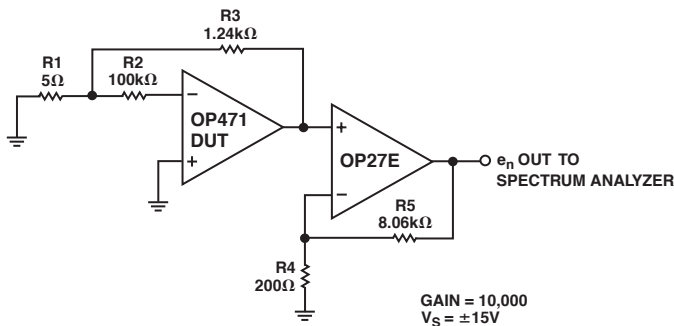 R3
1.24kΩ
R1
5Ω
R2
100kΩ
−
OP471
DUT
+
+
OP27E
−
en OUT TO
SPECTRUM ANALYZER
R5
8.06kΩ
R4
200Ω
GAIN = 10,000
VS = ±15V